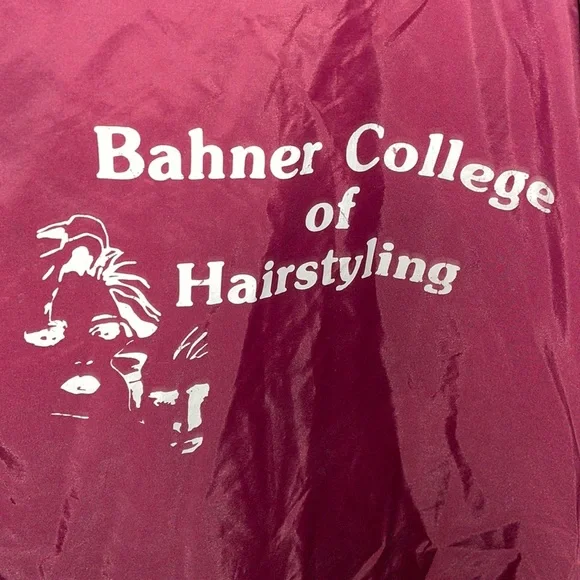 Bahner College
of
Hairstyling